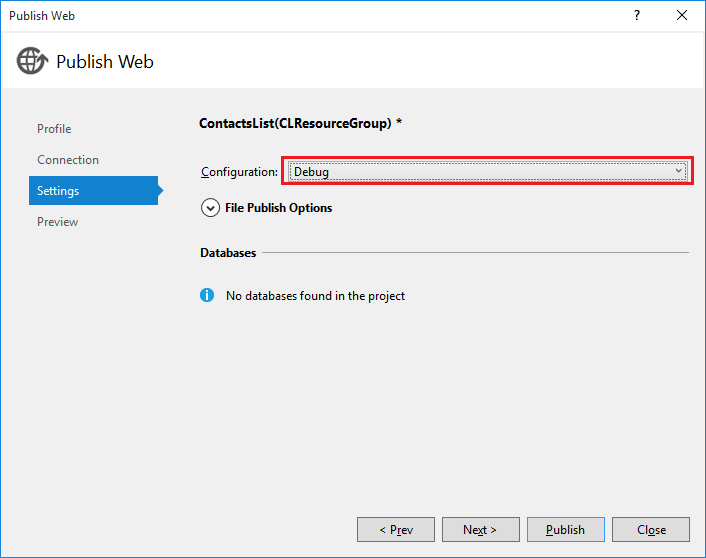 Publish Web
?
Publish Web
Profile
Connection
Settings
Preview
ContactsList(CLResourceGroup) *
Configuration: Debug
File Publish Options
Databases
No databases found in the project
< Prev Next > Publish Close